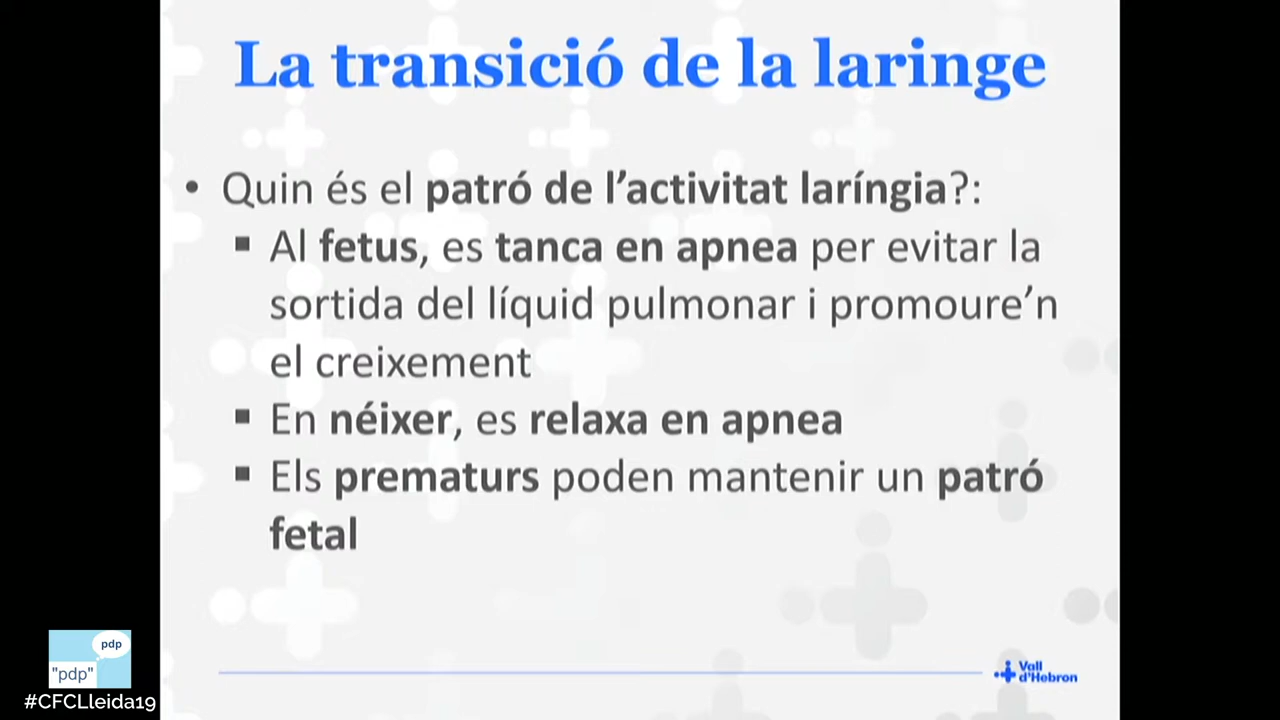 La transició de la laringe
• Quin és el patró de l’activitat laríngia?:
▪ Al fetus, es tanca en apnea per evitar la
sortida del líquid pulmonar i promoure’n
el creixement
▪ En néixer, es relaxa en apnea
▪ Els prematurs poden mantenir un patró
fetal
pdp
"pdp"
#CFCLleida19
Vall
d'Hebron